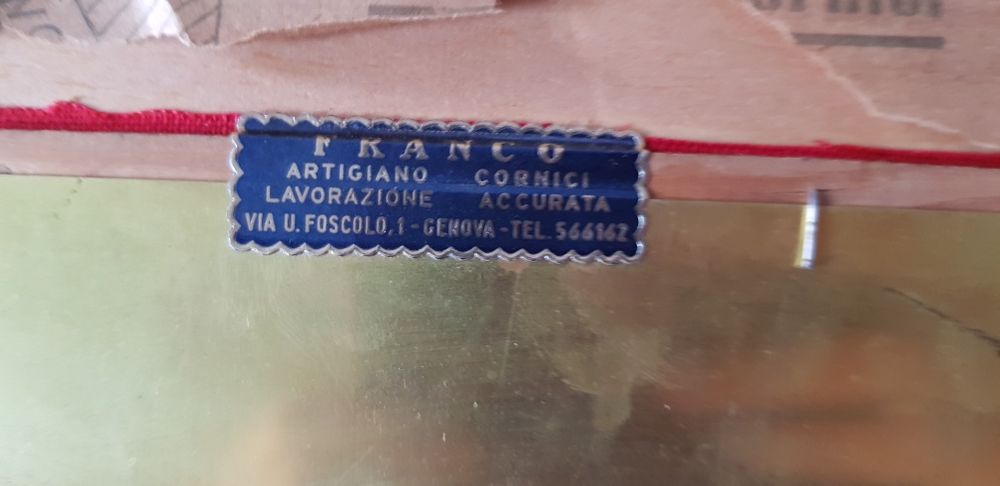 FRANCO
ARTIGIANO CORNICI
LAVORAZIONE ACCURATA
VIA U. FOSCOLO, 1 - GENOVA - TEL. 566162